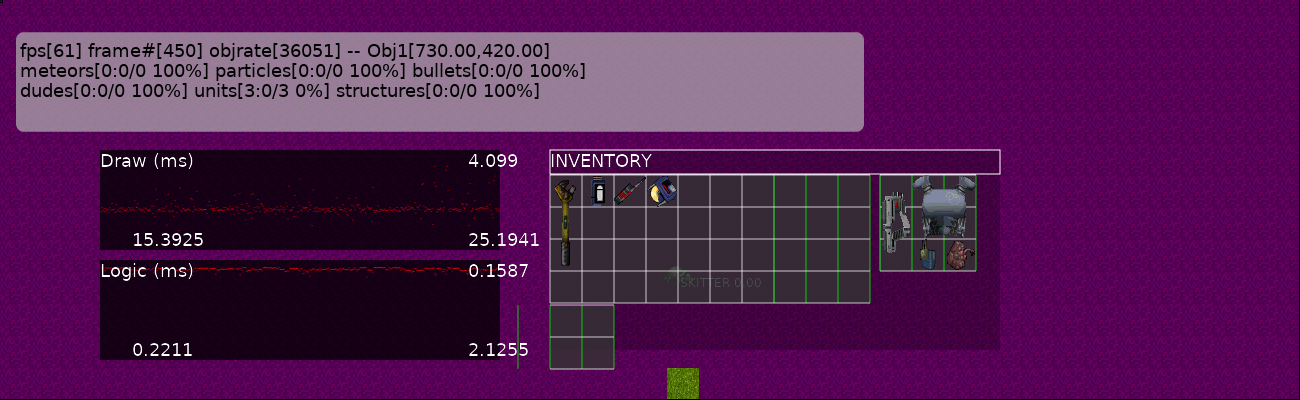 fps[61] frame#[450] objrate[36051] -- Obj1[730.00,420.00]
meteors[0:0/0 100%] particles[0:0/0 100%] bullets[0:0/0 100%]
dudes[0:0/0 100%] units[3:0/3 0%] structures[0:0/0 100%]
Draw (ms) 4.099
15.3925 25.1941
Logic (ms) 0.1587
0.2211 2.1255
INVENTORY
SKITTER 0.00